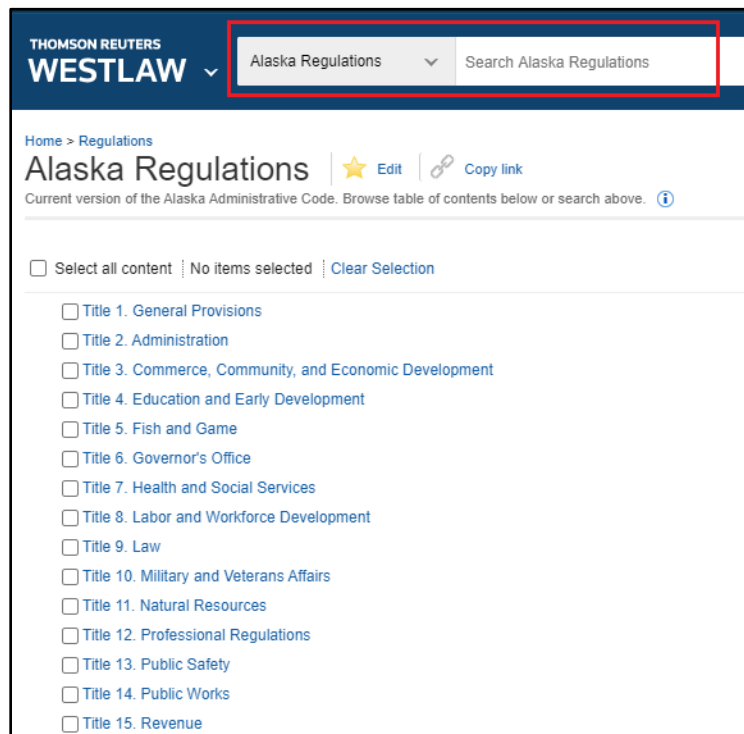 THOMSON REUTERS
WESTLAW
Alaska Regulations
Search Alaska Regulations
Home > Regulations
Alaska Regulations Edit Copy link
Current version of the Alaska Administrative Code. Browse table of contents below or search above.
Select all content No items selected Clear Selection
Title 1. General Provisions
Title 2. Administration
Title 3. Commerce, Community, and Economic Development
Title 4. Education and Early Development
Title 5. Fish and Game
Title 6. Governor's Office
Title 7. Health and Social Services
Title 8. Labor and Workforce Development
Title 9. Law
Title 10. Military and Veterans Affairs
Title 11. Natural Resources
Title 12. Professional Regulations
Title 13. Public Safety
Title 14. Public Works
Title 15. Revenue